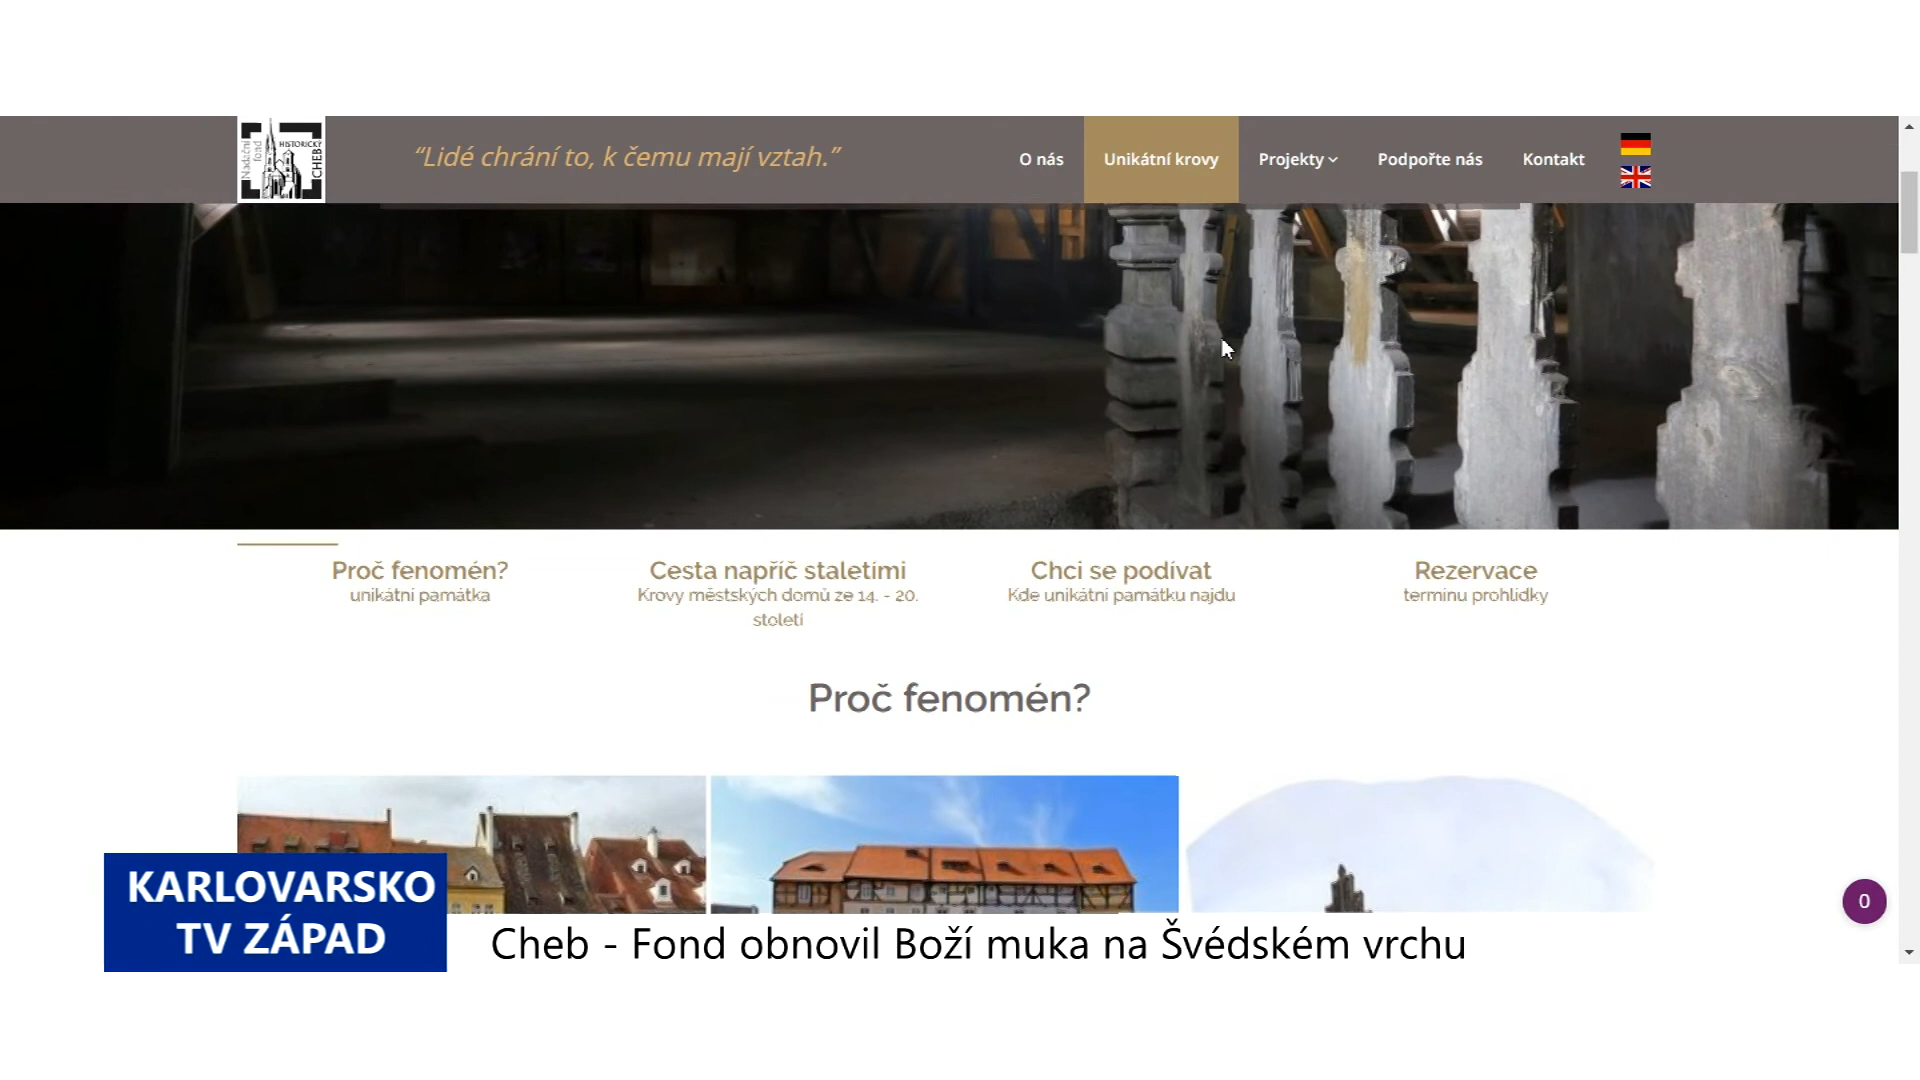 Nadační
fond
HISTORICKÝ
CHEB
“Lidé chrání to, k čemu mají vztah.”
O nás
Unikátní krovy
Projekty
Podpořte nás
Kontakt
Proč fenomén?
unikátní památka
Cesta napříč staletími
Krovy městských domů ze 14. - 20.
století
Chci se podívat
Kde unikátní památku najdu
Rezervace
termínu prohlídky
Proč fenomén?
0
KARLOVARSKO
TV ZÁPAD
Cheb - Fond obnovil Boží muka na Švédském vrchu